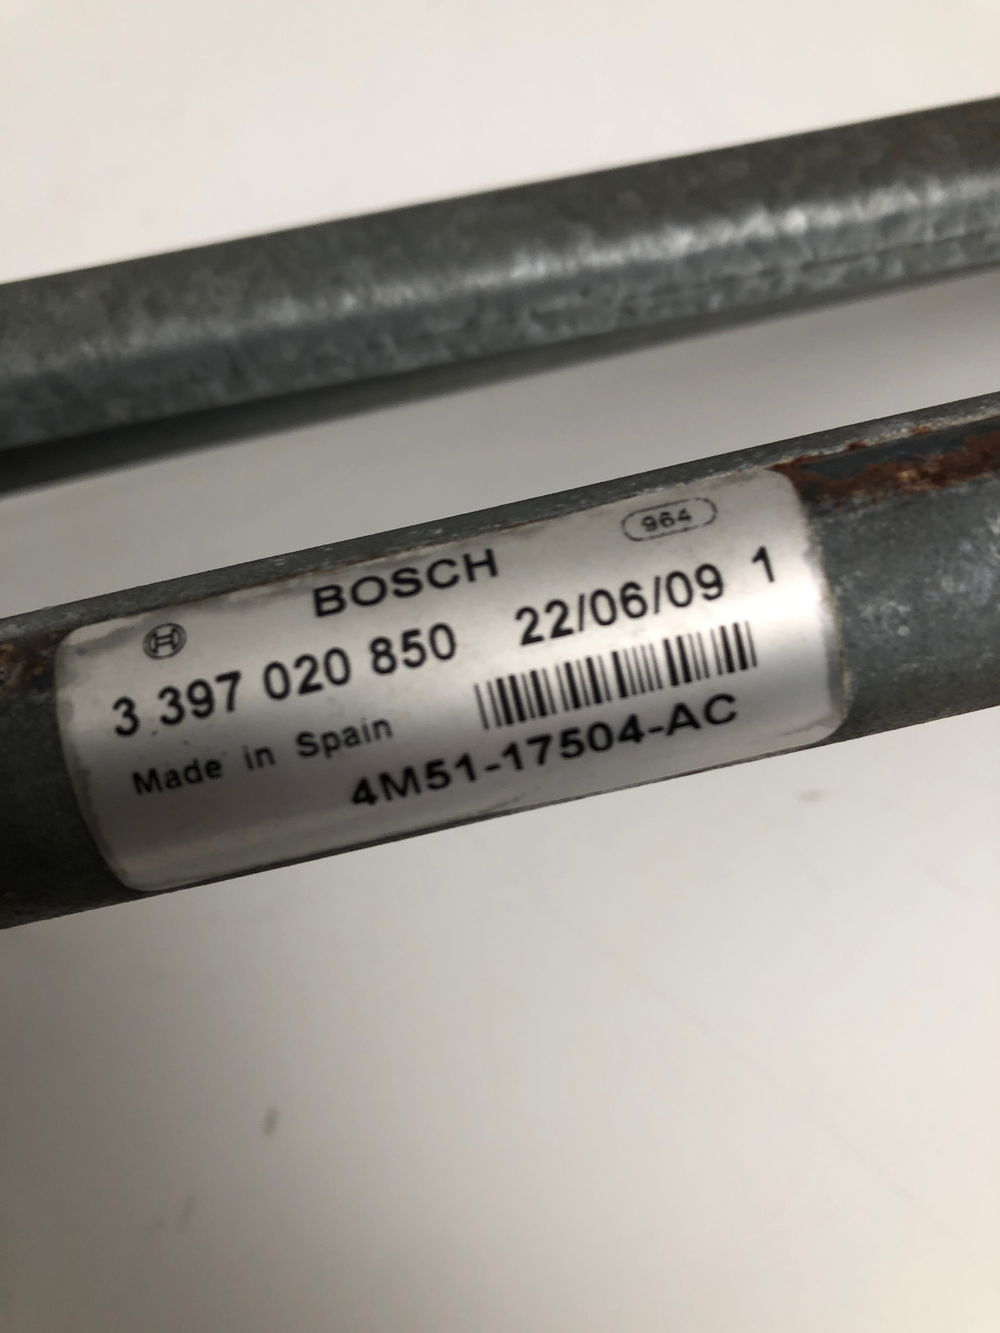 964
BOSCH
3 397 020 850 22/06/09 1
Made in Spain
4M51-17504-AC